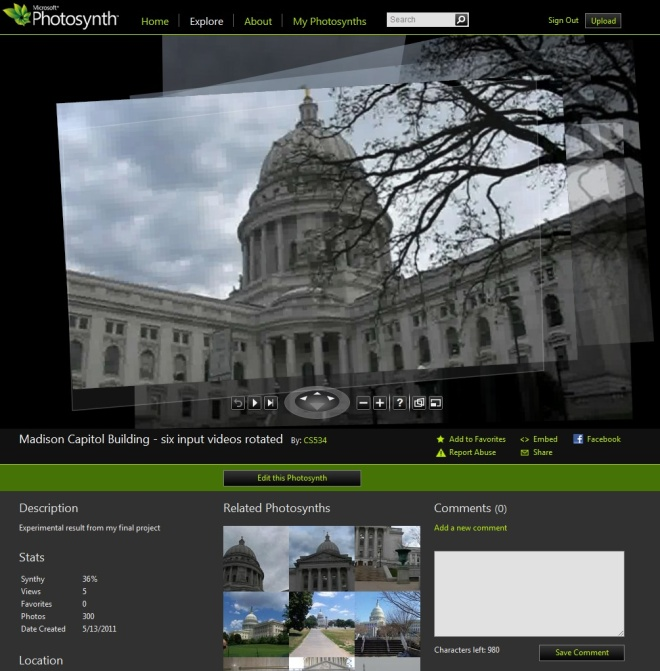 Microsoft®
Photosynth™
Home
Explore
About
My Photosynths
Search
Sign Out
Upload
?
Madison Capitol Building - six input videos rotated By: CS534
Add to Favorites
<> Embed
Facebook
Report Abuse
Share
Edit this Photosynth
Description
Experimental result from my final project
Stats
Synthy 36%
Views 5
Favorites 0
Photos 300
Date Created 5/13/2011
Location
Related Photosynths
Comments (0)
Add a new comment
Characters left: 980
Save Comment